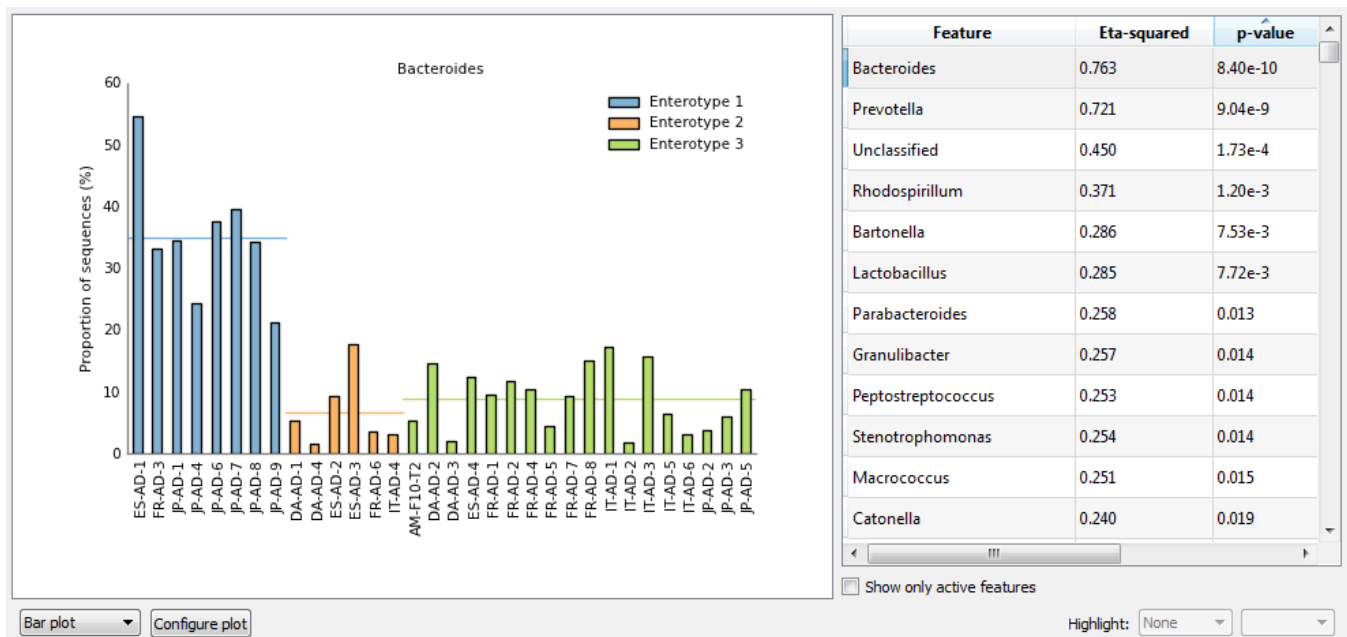 Bacteroides
60
50
40
30
20
10
0
Proportion of sequences (%)
Enterotype 1
Enterotype 2
Enterotype 3
ES-AD-1
FR-AD-3
JP-AD-1
JP-AD-4
JP-AD-6
JP-AD-7
JP-AD-8
JP-AD-9
DA-AD-1
DA-AD-4
ES-AD-2
ES-AD-3
FR-AD-6
IT-AD-4
AM-F10-T2
DA-AD-2
DA-AD-3
ES-AD-4
FR-AD-1
FR-AD-2
FR-AD-4
FR-AD-5
FR-AD-7
FR-AD-8
IT-AD-1
IT-AD-2
IT-AD-3
IT-AD-5
IT-AD-6
JP-AD-2
JP-AD-3
JP-AD-5
Feature Eta-squared p-value
Bacteroides 0.763 8.40e-10
Prevotella 0.721 9.04e-9
Unclassified 0.450 1.73e-4
Rhodospirillum 0.371 1.20e-3
Bartonella 0.286 7.53e-3
Lactobacillus 0.285 7.72e-3
Parabacteroides 0.258 0.013
Granulibacter 0.257 0.014
Peptostreptococcus 0.253 0.014
Stenotrophomonas 0.254 0.014
Macrococcus 0.251 0.015
Catonella 0.240 0.019
Show only active features
Bar plot Configure plot Highlight: None